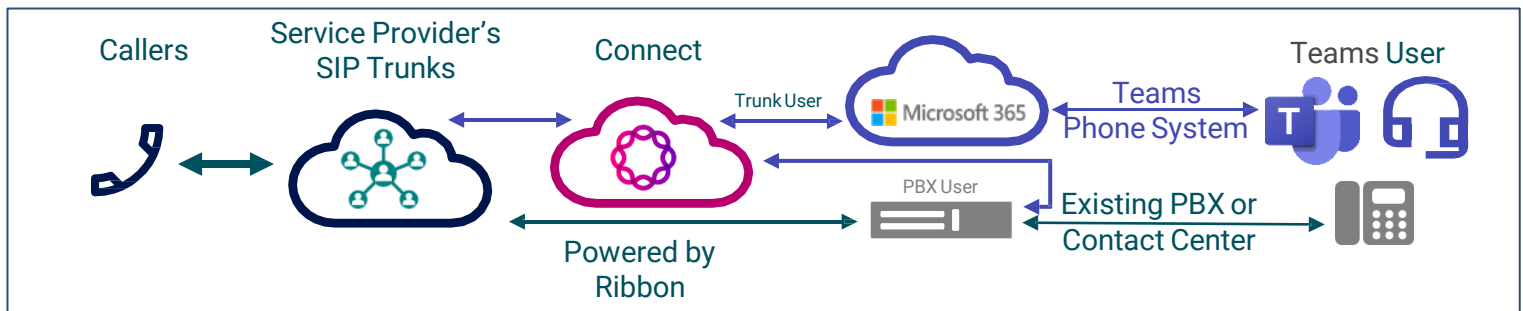 Callers
Service Provider's
SIP Trunks
Connect
Trunk User
Microsoft 365
Teams
Phone System
Teams User
T
PBX User
Existing PBX or
Contact Center
Powered by
Ribbon